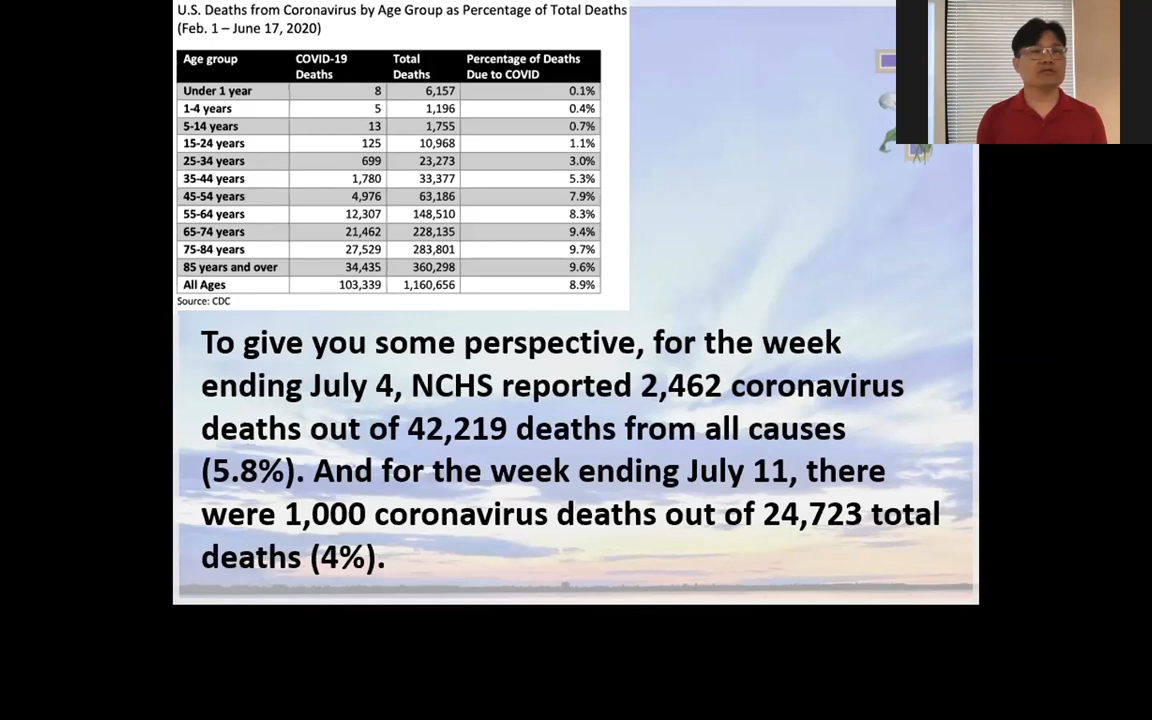 U.S. Deaths from Coronavirus by Age Group as Percentage of Total Deaths
(Feb. 1 – June 17, 2020)
Age group COVID-19 Deaths Total Deaths Percentage of Deaths Due to COVID
Under 1 year 8 6,157 0.1%
1-4 years 5 1,196 0.4%
5-14 years 13 1,755 0.7%
15-24 years 125 10,968 1.1%
25-34 years 699 23,273 3.0%
35-44 years 1,780 33,377 5.3%
45-54 years 4,976 63,186 7.9%
55-64 years 12,307 148,510 8.3%
65-74 years 21,462 228,135 9.4%
75-84 years 27,529 283,801 9.7%
85 years and over 34,435 360,298 9.6%
All Ages 103,339 1,160,656 8.9%
Source: CDC
To give you some perspective, for the week
ending July 4, NCHS reported 2,462 coronavirus
deaths out of 42,219 deaths from all causes
(5.8%). And for the week ending July 11, there
were 1,000 coronavirus deaths out of 24,723 total
deaths (4%).